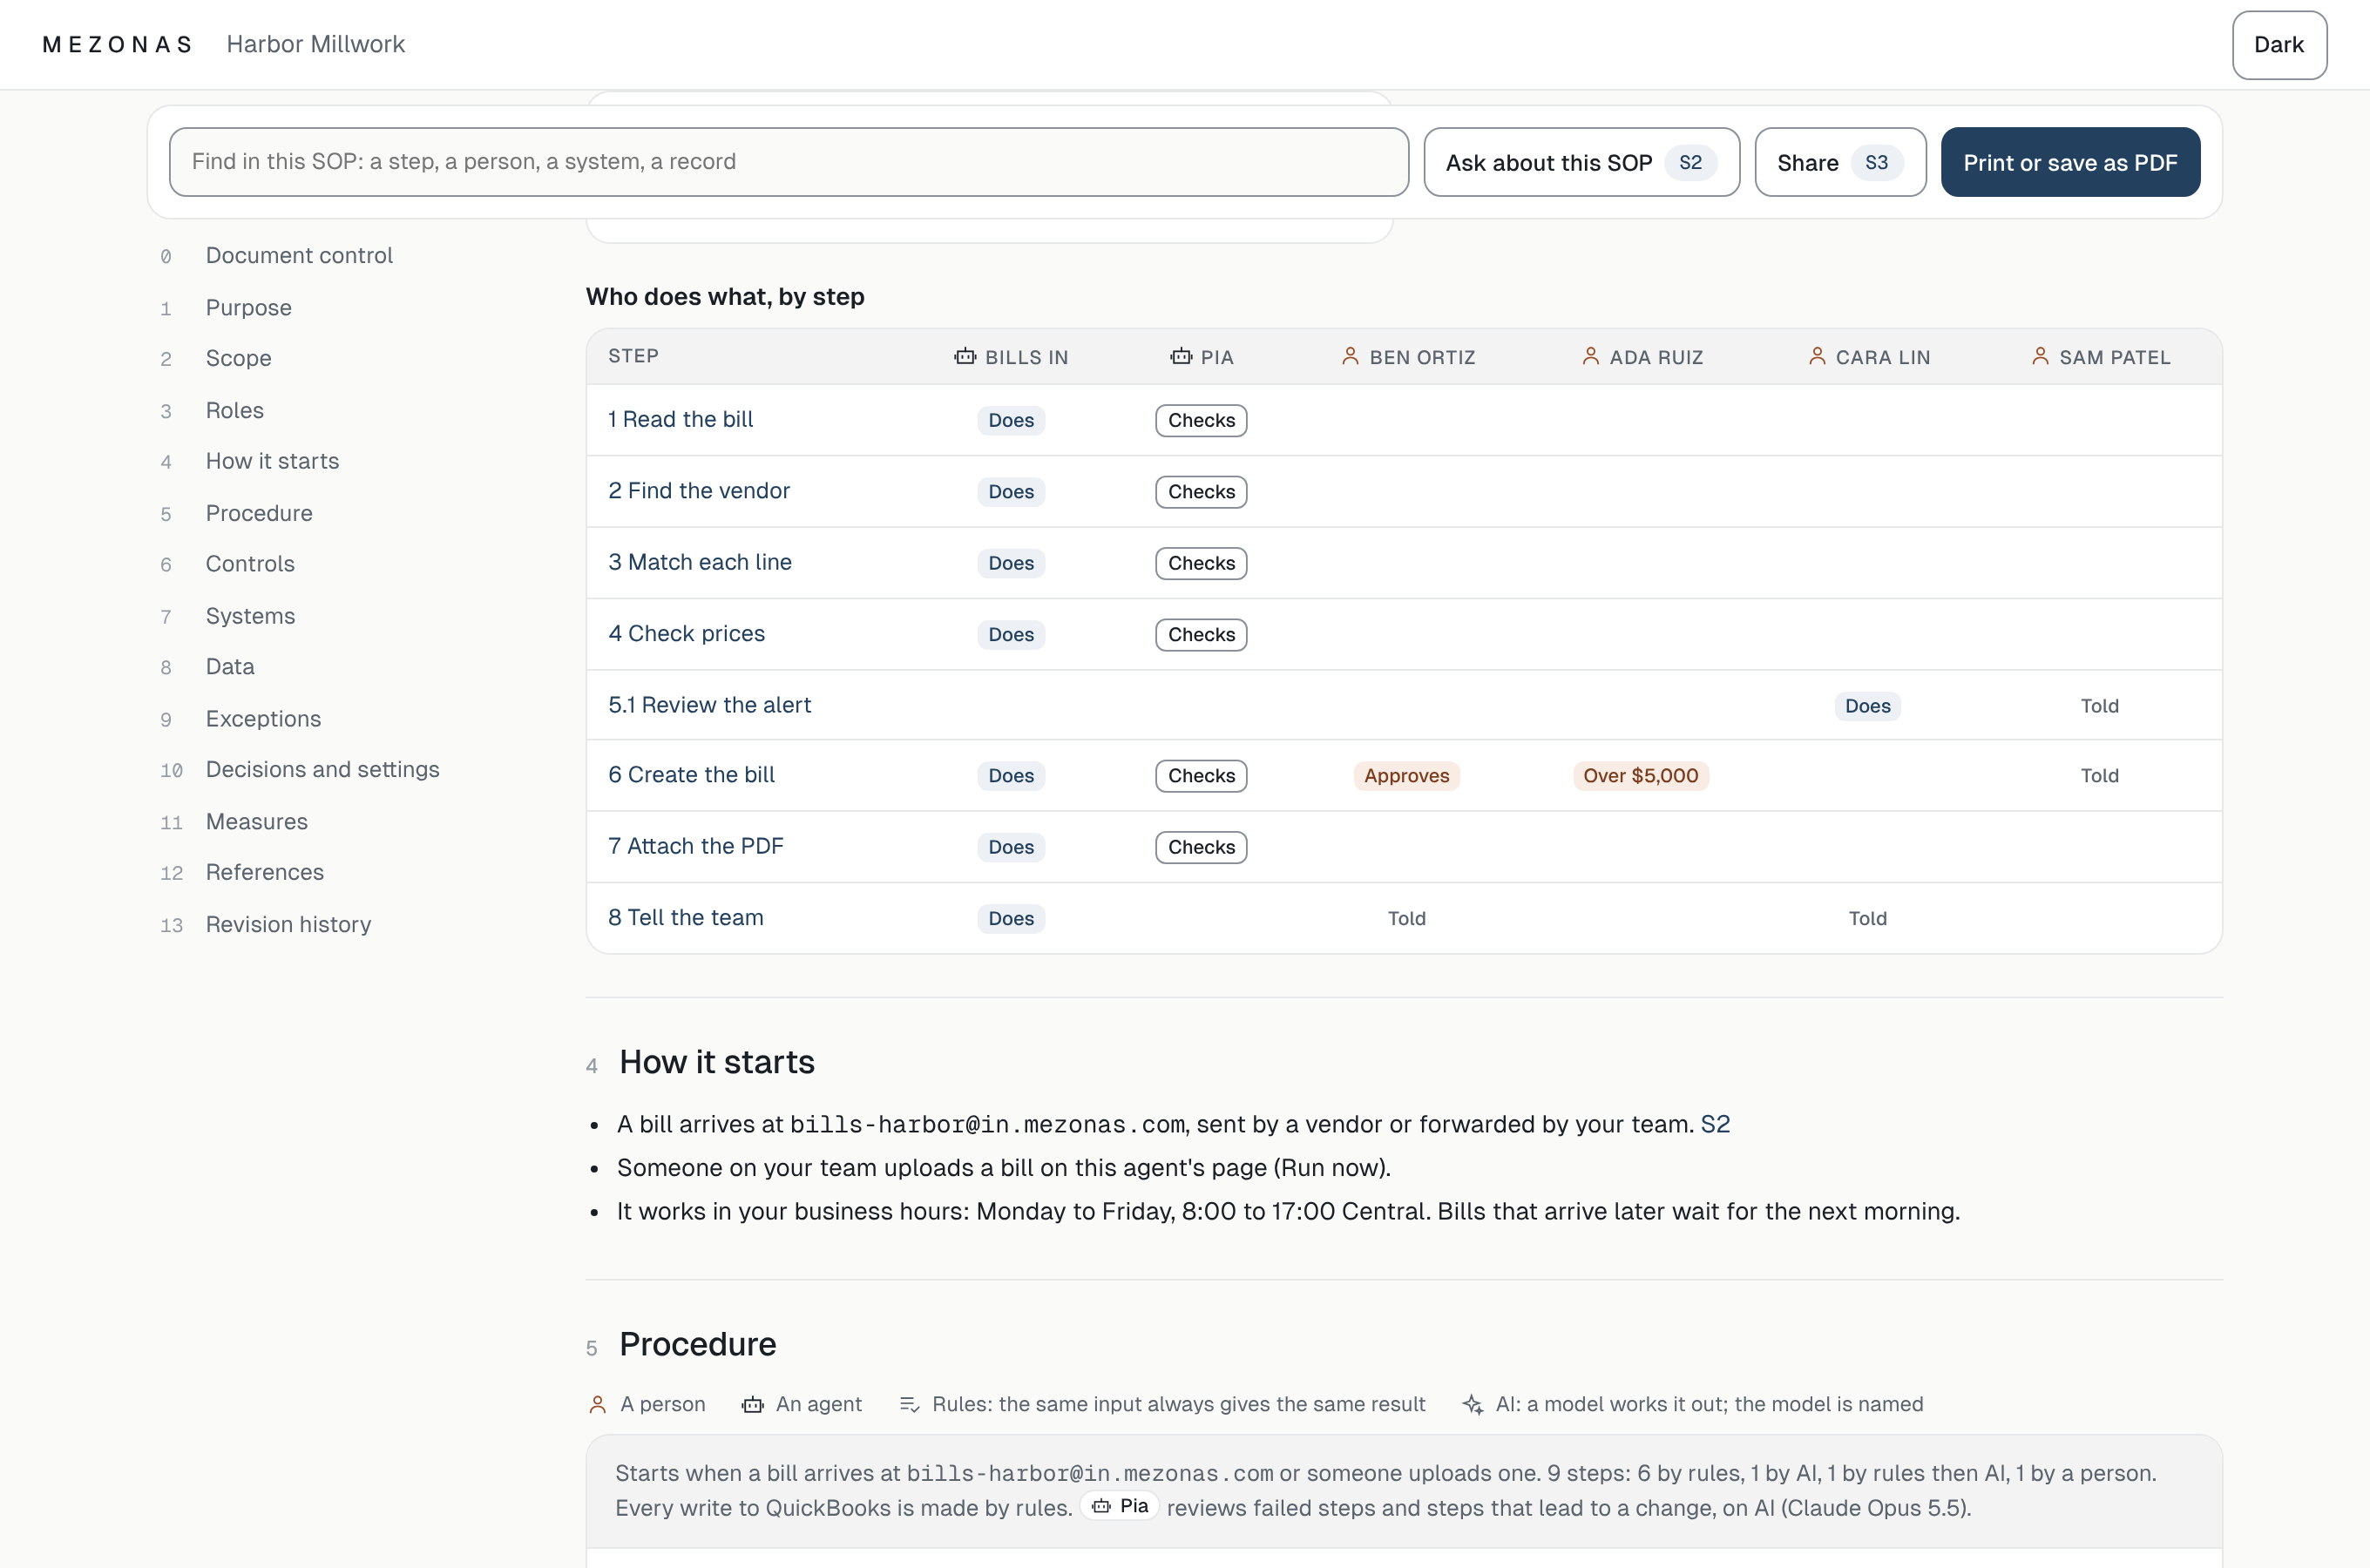 MEZONAS Harbor Millwork Dark
Find in this SOP: a step, a person, a system, a record Ask about this SOP S2 Share S3 Print or save as PDF
0 Document control
1 Purpose
2 Scope
3 Roles
4 How it starts
5 Procedure
6 Controls
7 Systems
8 Data
9 Exceptions
10 Decisions and settings
11 Measures
12 References
13 Revision history
Who does what, by step
STEP BILLS IN PIA BEN ORTIZ ADA RUIZ CARA LIN SAM PATEL
1 Read the bill Does Checks
2 Find the vendor Does Checks
3 Match each line Does Checks
4 Check prices Does Checks
5.1 Review the alert Does Told
6 Create the bill Does Checks Approves Over $5,000 Told
7 Attach the PDF Does Checks
8 Tell the team Does Told Told
4 How it starts
• A bill arrives at bills-harbor@in.mezonas.com, sent by a vendor or forwarded by your team. S2
• Someone on your team uploads a bill on this agent's page (Run now).
• It works in your business hours: Monday to Friday, 8:00 to 17:00 Central. Bills that arrive later wait for the next morning.
5 Procedure
A person An agent Rules: the same input always gives the same result AI: a model works it out; the model is named
Starts when a bill arrives at bills-harbor@in.mezonas.com or someone uploads one. 9 steps: 6 by rules, 1 by AI, 1 by rules then AI, 1 by a person.
Every write to QuickBooks is made by rules. Pia reviews failed steps and steps that lead to a change, on AI (Claude Opus 5.5).